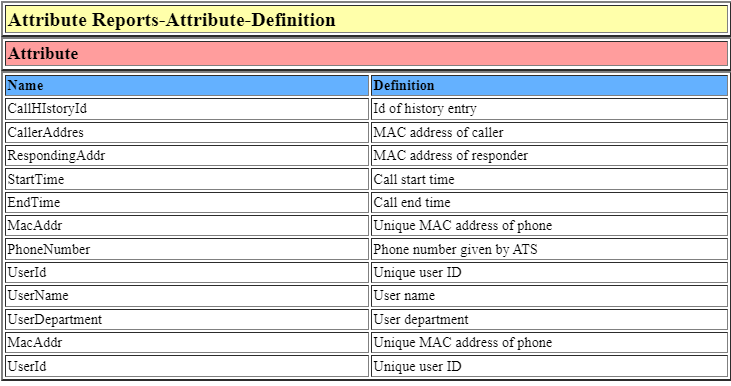 Attribute Reports-Attribute-Definition
Attribute
Name Definition
CallHIstoryId Id of history entry
CallerAddres MAC address of caller
RespondingAddr MAC address of responder
StartTime Call start time
EndTime Call end time
MacAddr Unique MAC address of phone
PhoneNumber Phone number given by ATS
UserId Unique user ID
UserName User name
UserDepartment User department
MacAddr Unique MAC address of phone
UserId Unique user ID